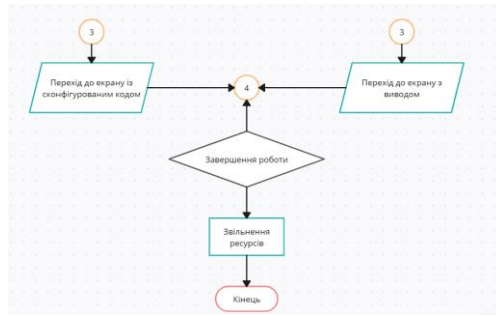 3
3
Перехід до екрану із
сконфігурованим кодом
4
Перехід до екрану з
виводом
Завершення роботи
Звільнення
ресурсів
Кінець